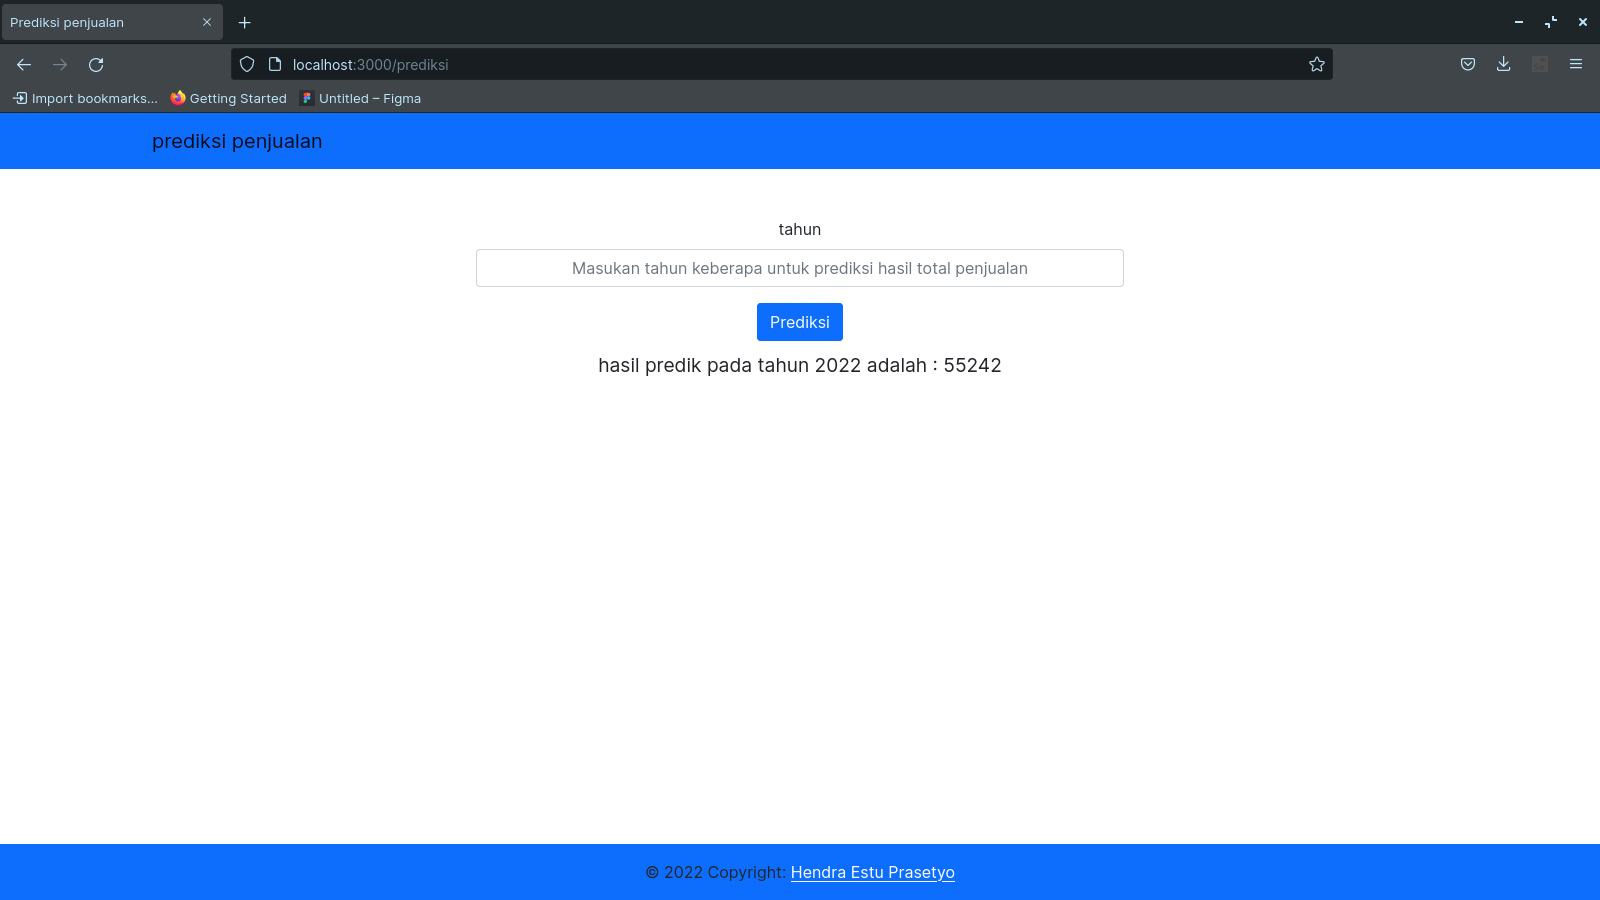 Prediksi penjualan
localhost:3000/prediksi
Import bookmarks... Getting Started Untitled – Figma
prediksi penjualan
tahun
Masukan tahun keberapa untuk prediksi hasil total penjualan
Prediksi
hasil predik pada tahun 2022 adalah : 55242
© 2022 Copyright: Hendra Estu Prasetyo